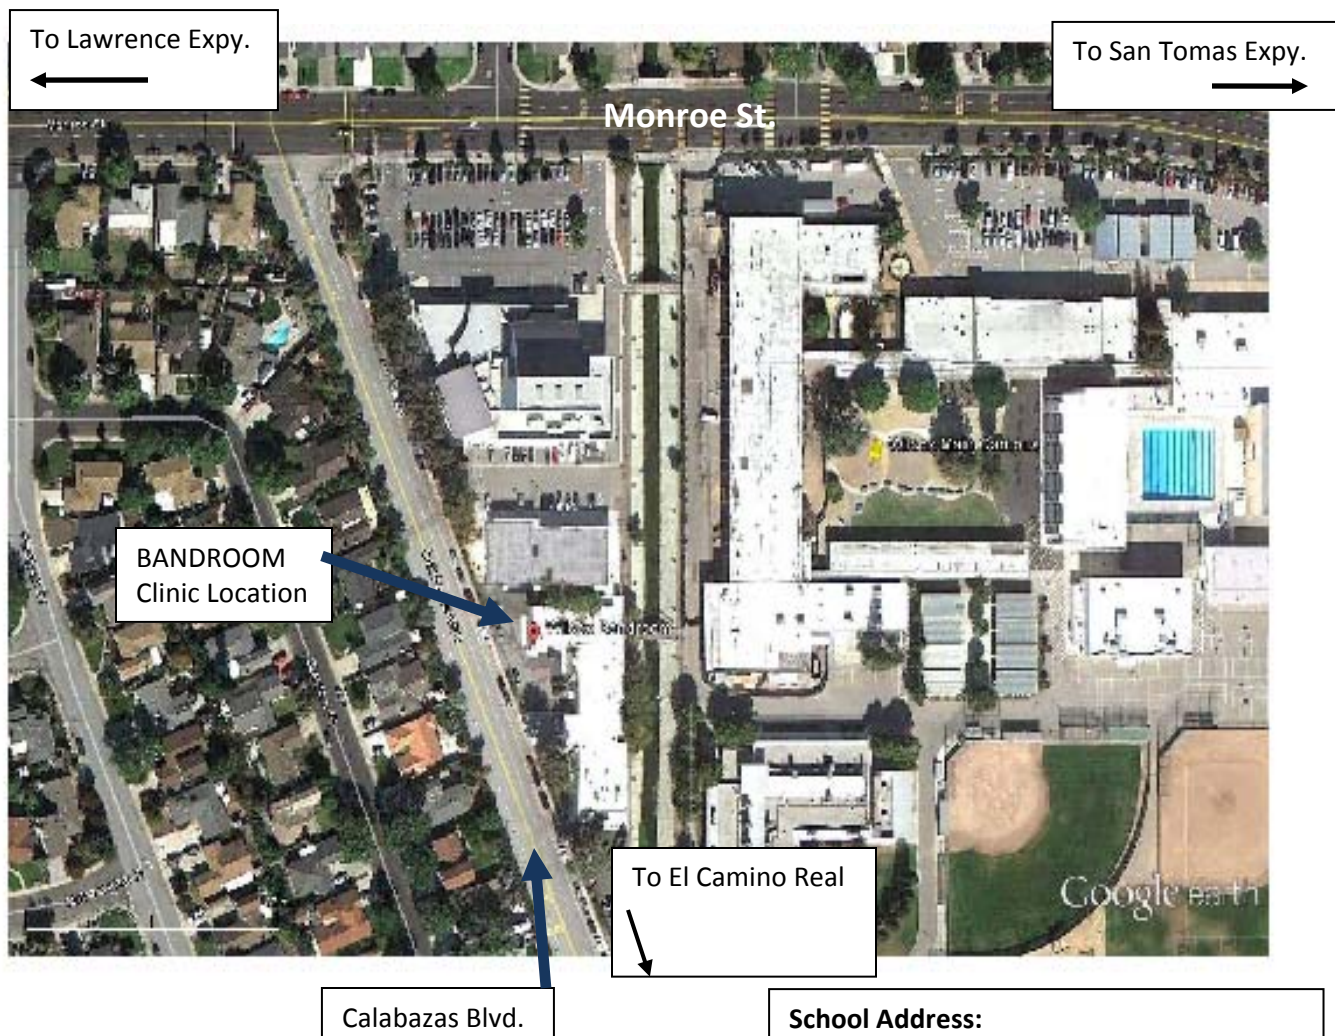 To Lawrence Expy.
To San Tomas Expy.
Monroe St.
BANDROOM
Clinic Location
To El Camino Real
Google earth
Calabazas Blvd.
School Address: